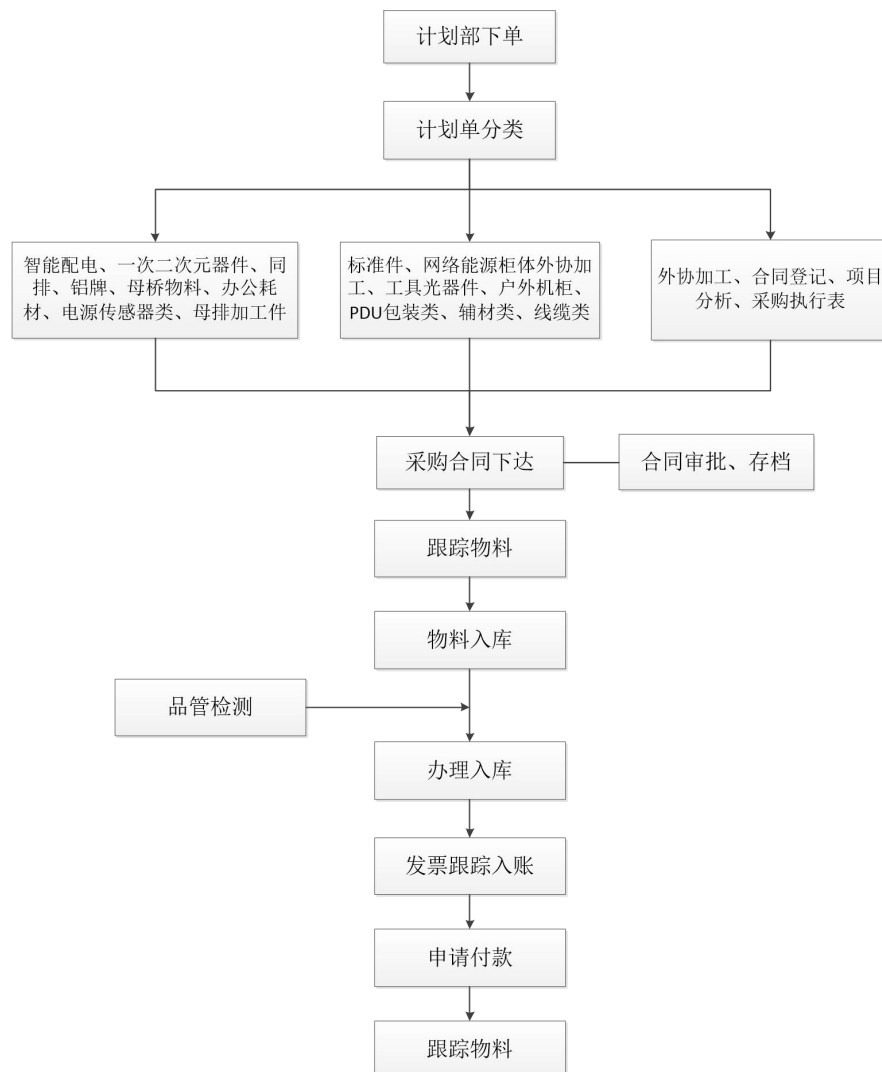 计划部下单
计划单分类
智能配电、一次二次元器件、同
排、铝牌、母桥物料、办公耗
材、电源传感器类、母排加工件
标准件、网络能源柜体外协加
工、工具光器件、户外机柜、
PDU包装类、辅材类、线缆类
外协加工、合同登记、项目
分析、采购执行表
采购合同下达
合同审批、存档
跟踪物料
物料入库
品管检测
办理入库
发票跟踪入账
申请付款
跟踪物料